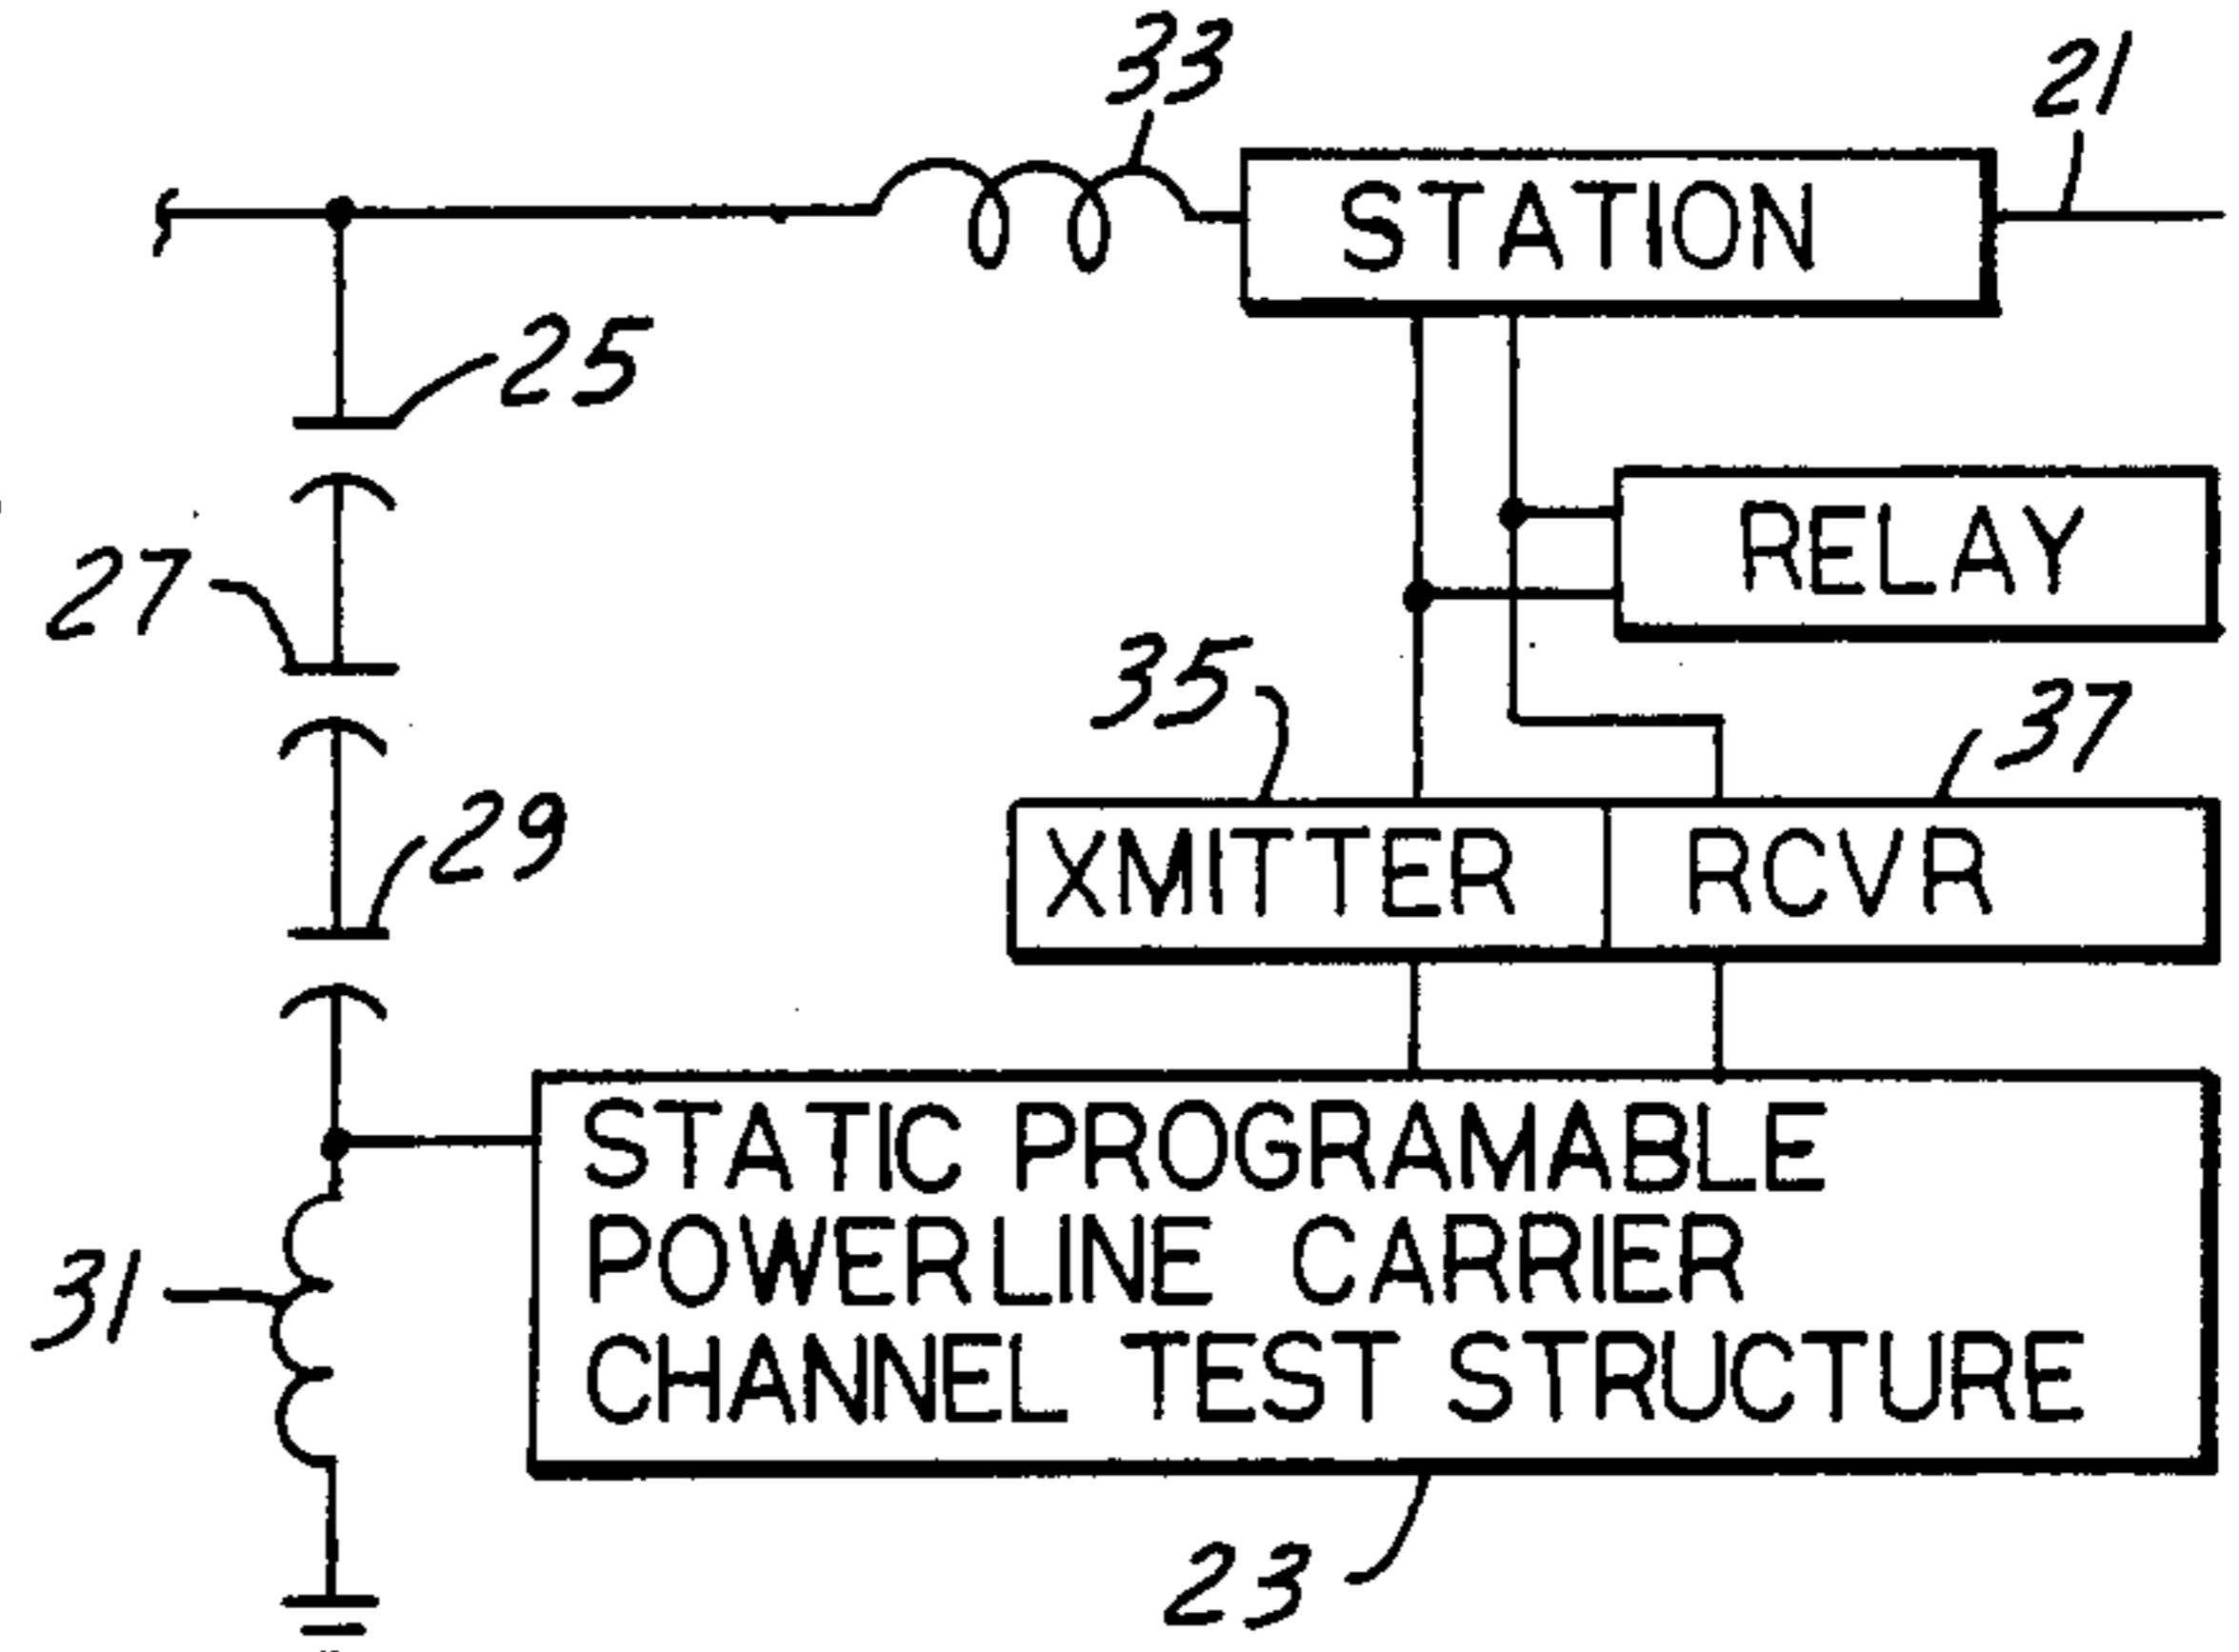 33
21
STATION
25
RELAY
27
35
37
XMITTER
RCVR
29
STATIC PROGRAMABLE
POWERLINE CARRIER
CHANNEL TEST STRUCTURE
31
23